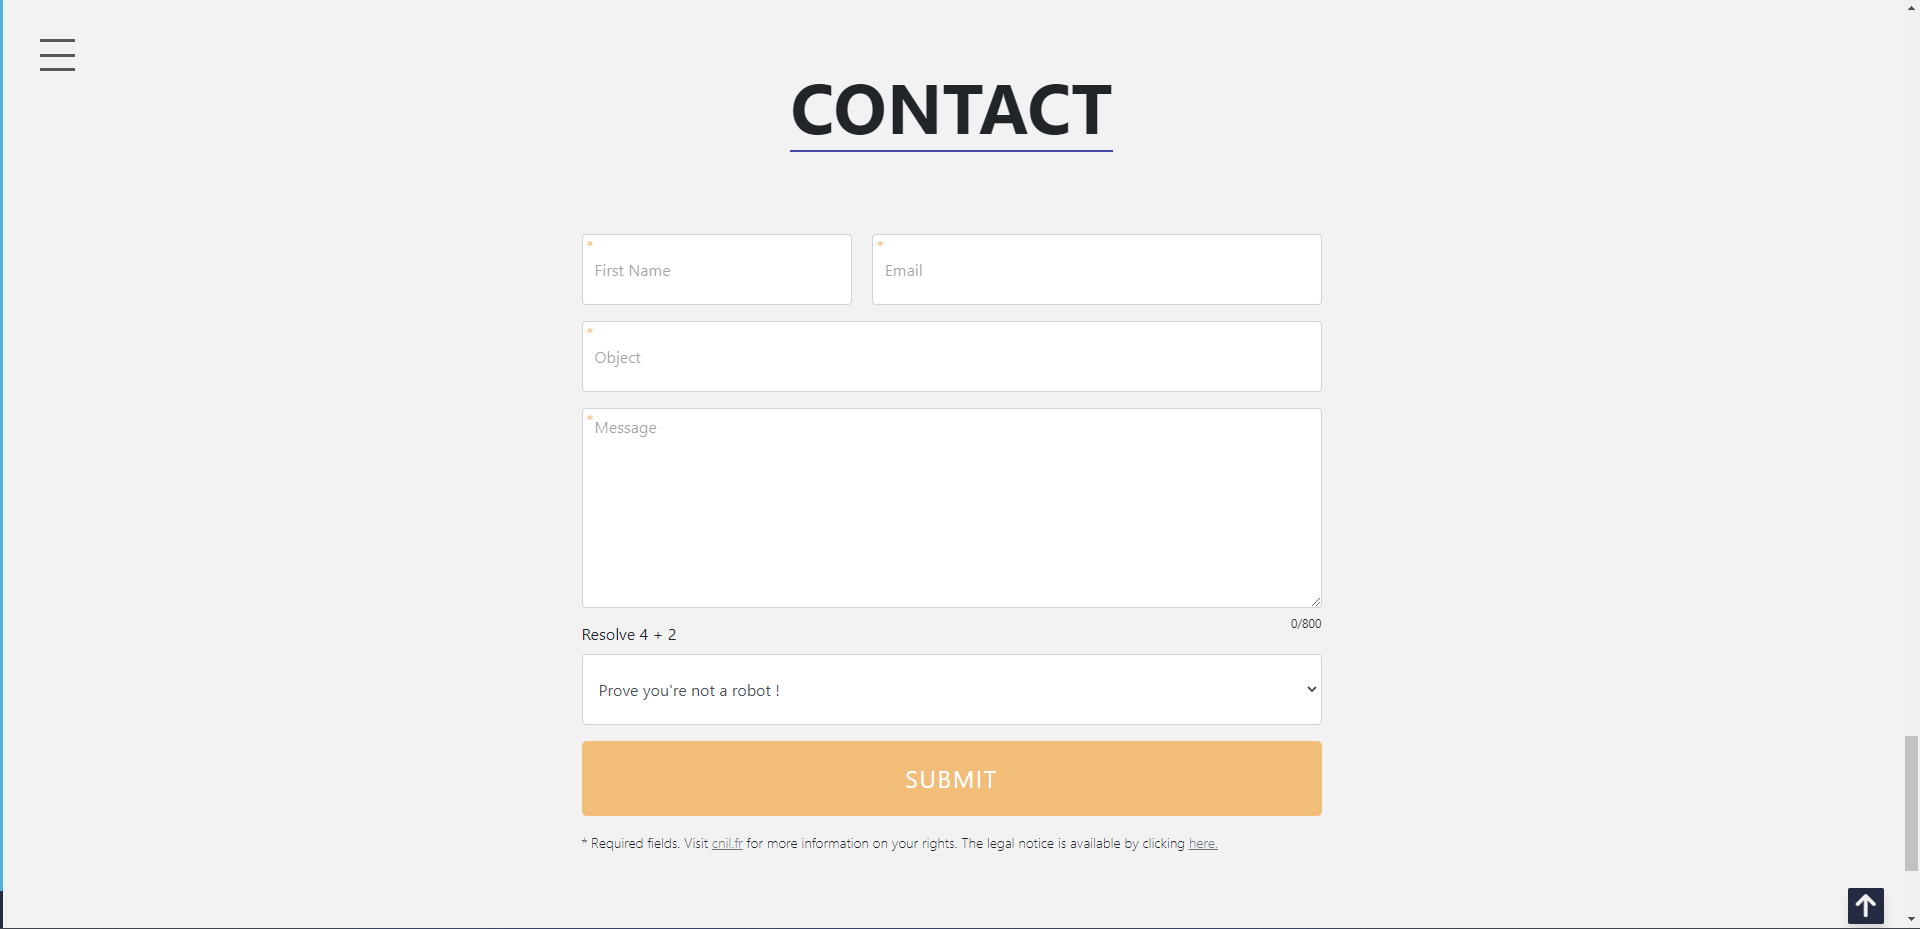 CONTACT
*
First Name
*
Email
*
Object
*
Message
0/800
Resolve 4 + 2
Prove you're not a robot !
SUBMIT
* Required fields. Visit cnil.fr for more information on your rights. The legal notice is available by clicking here.